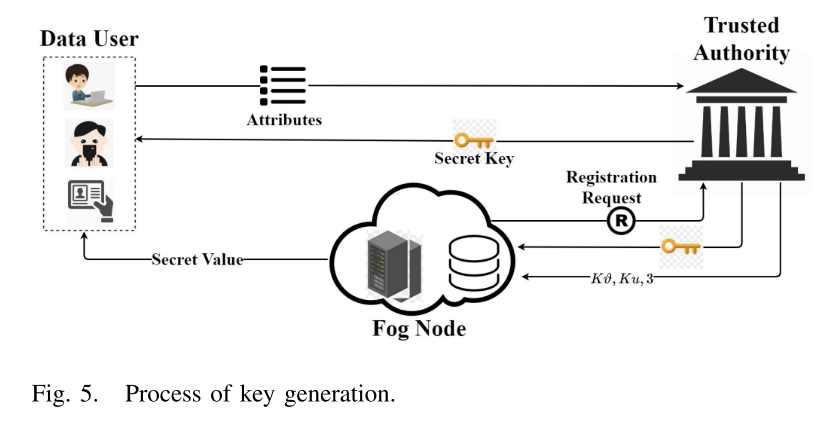 Data User
Trusted
Authority
Attributes
Secret Key
Registration
Request
R
Secret Value
Kϑ, Ku, 3
Fog Node
Fig. 5. Process of key generation.